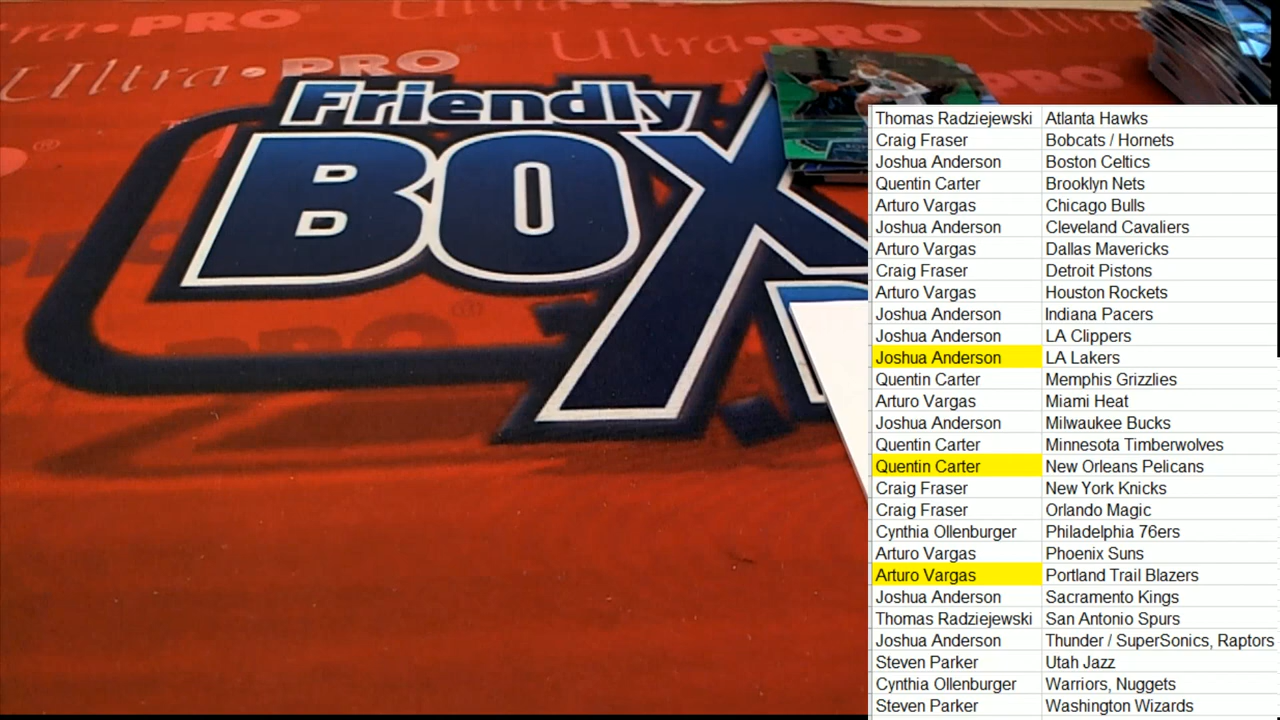 Ultra•PRO
Ultra•PRO
Ultra•PRO
PRO
Friendly
BOX
PRO
PRO
Thomas Radziejewski Atlanta Hawks
Craig Fraser Bobcats / Hornets
Joshua Anderson Boston Celtics
Quentin Carter Brooklyn Nets
Arturo Vargas Chicago Bulls
Joshua Anderson Cleveland Cavaliers
Arturo Vargas Dallas Mavericks
Craig Fraser Detroit Pistons
Arturo Vargas Houston Rockets
Joshua Anderson Indiana Pacers
Joshua Anderson LA Clippers
Joshua Anderson LA Lakers
Quentin Carter Memphis Grizzlies
Arturo Vargas Miami Heat
Joshua Anderson Milwaukee Bucks
Quentin Carter Minnesota Timberwolves
Quentin Carter New Orleans Pelicans
Craig Fraser New York Knicks
Craig Fraser Orlando Magic
Cynthia Ollenburger Philadelphia 76ers
Arturo Vargas Phoenix Suns
Arturo Vargas Portland Trail Blazers
Joshua Anderson Sacramento Kings
Thomas Radziejewski San Antonio Spurs
Joshua Anderson Thunder / SuperSonics, Raptors
Steven Parker Utah Jazz
Cynthia Ollenburger Warriors, Nuggets
Steven Parker Washington Wizards